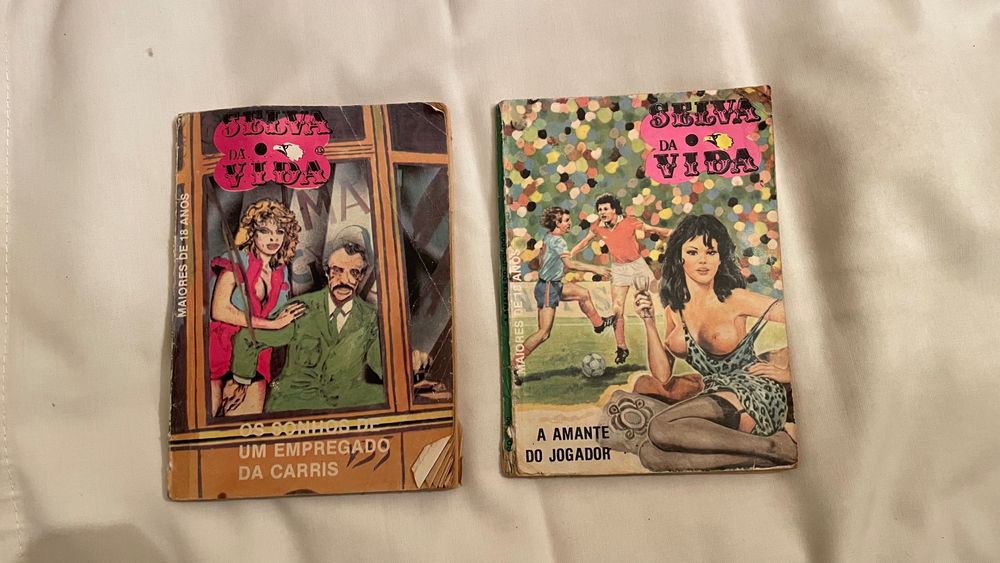 SELVA
DA
VIDA
MAIORES DE 18 ANOS
MA
OS SONHOS DE
UM EMPREGADO
DA CARRIS
SELVA
DA
VIDA
MAIORES DE 18 ANOS
A AMANTE
DO JOGADOR